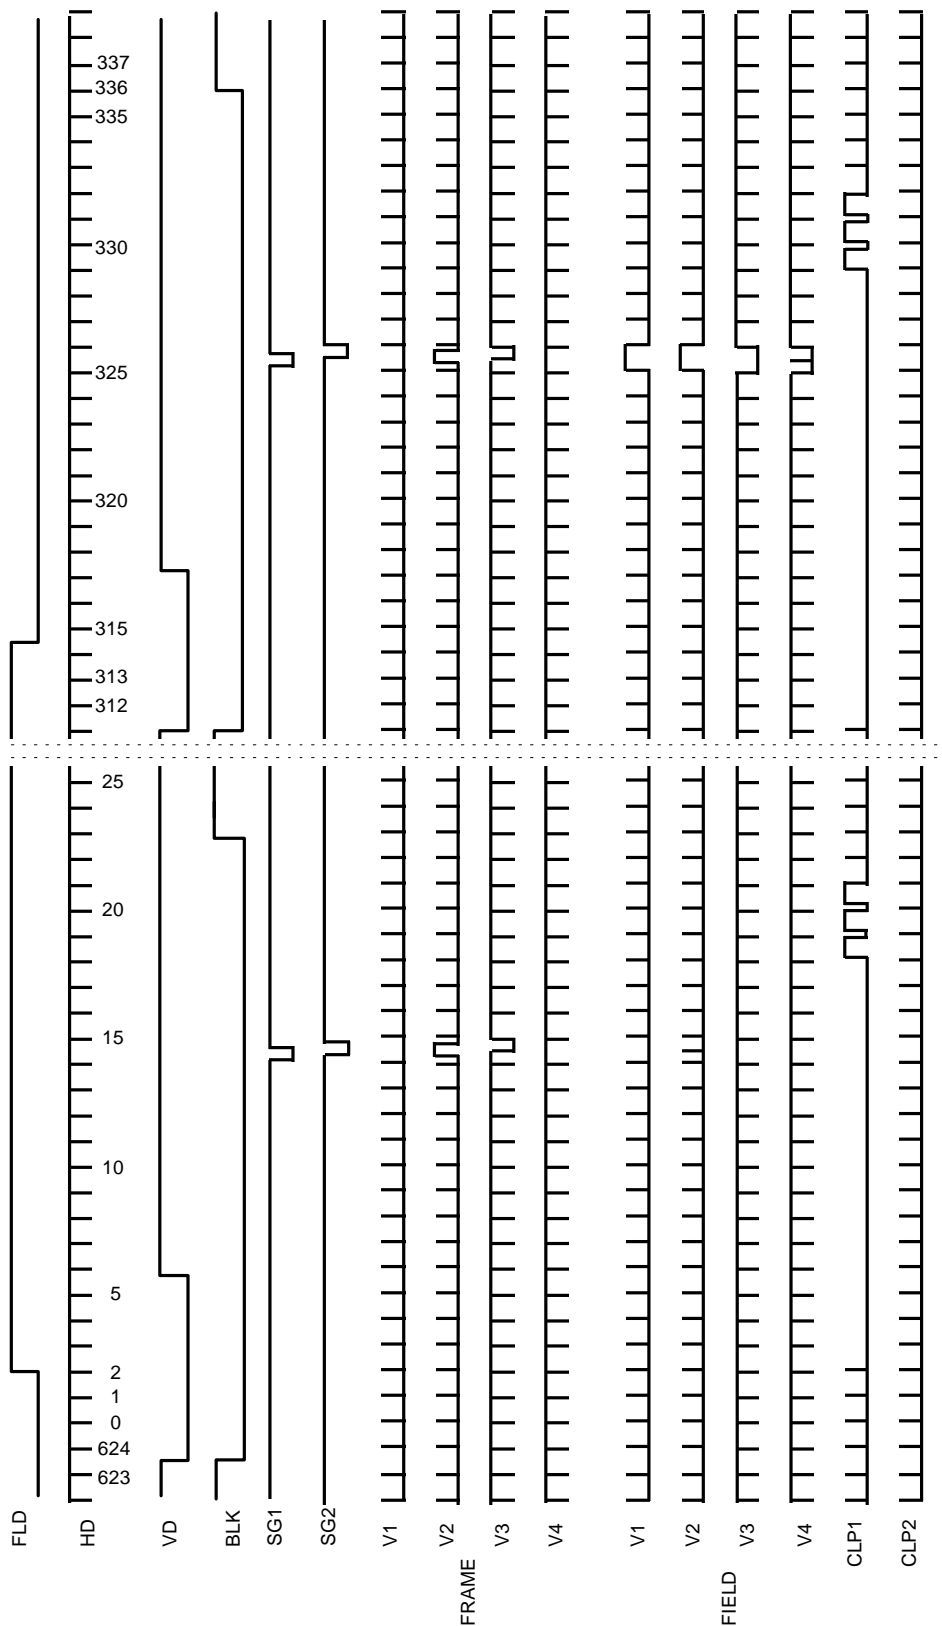 337
336
335
330
325
320
315
313
312
25
20
15
10
5
2
1
0
624
623
FLD
HD
VD
BLK
SG1
SG2
V1
V2
V3
V4
V1
V2
V3
V4
CLP1
CLP2
FRAME
FIELD